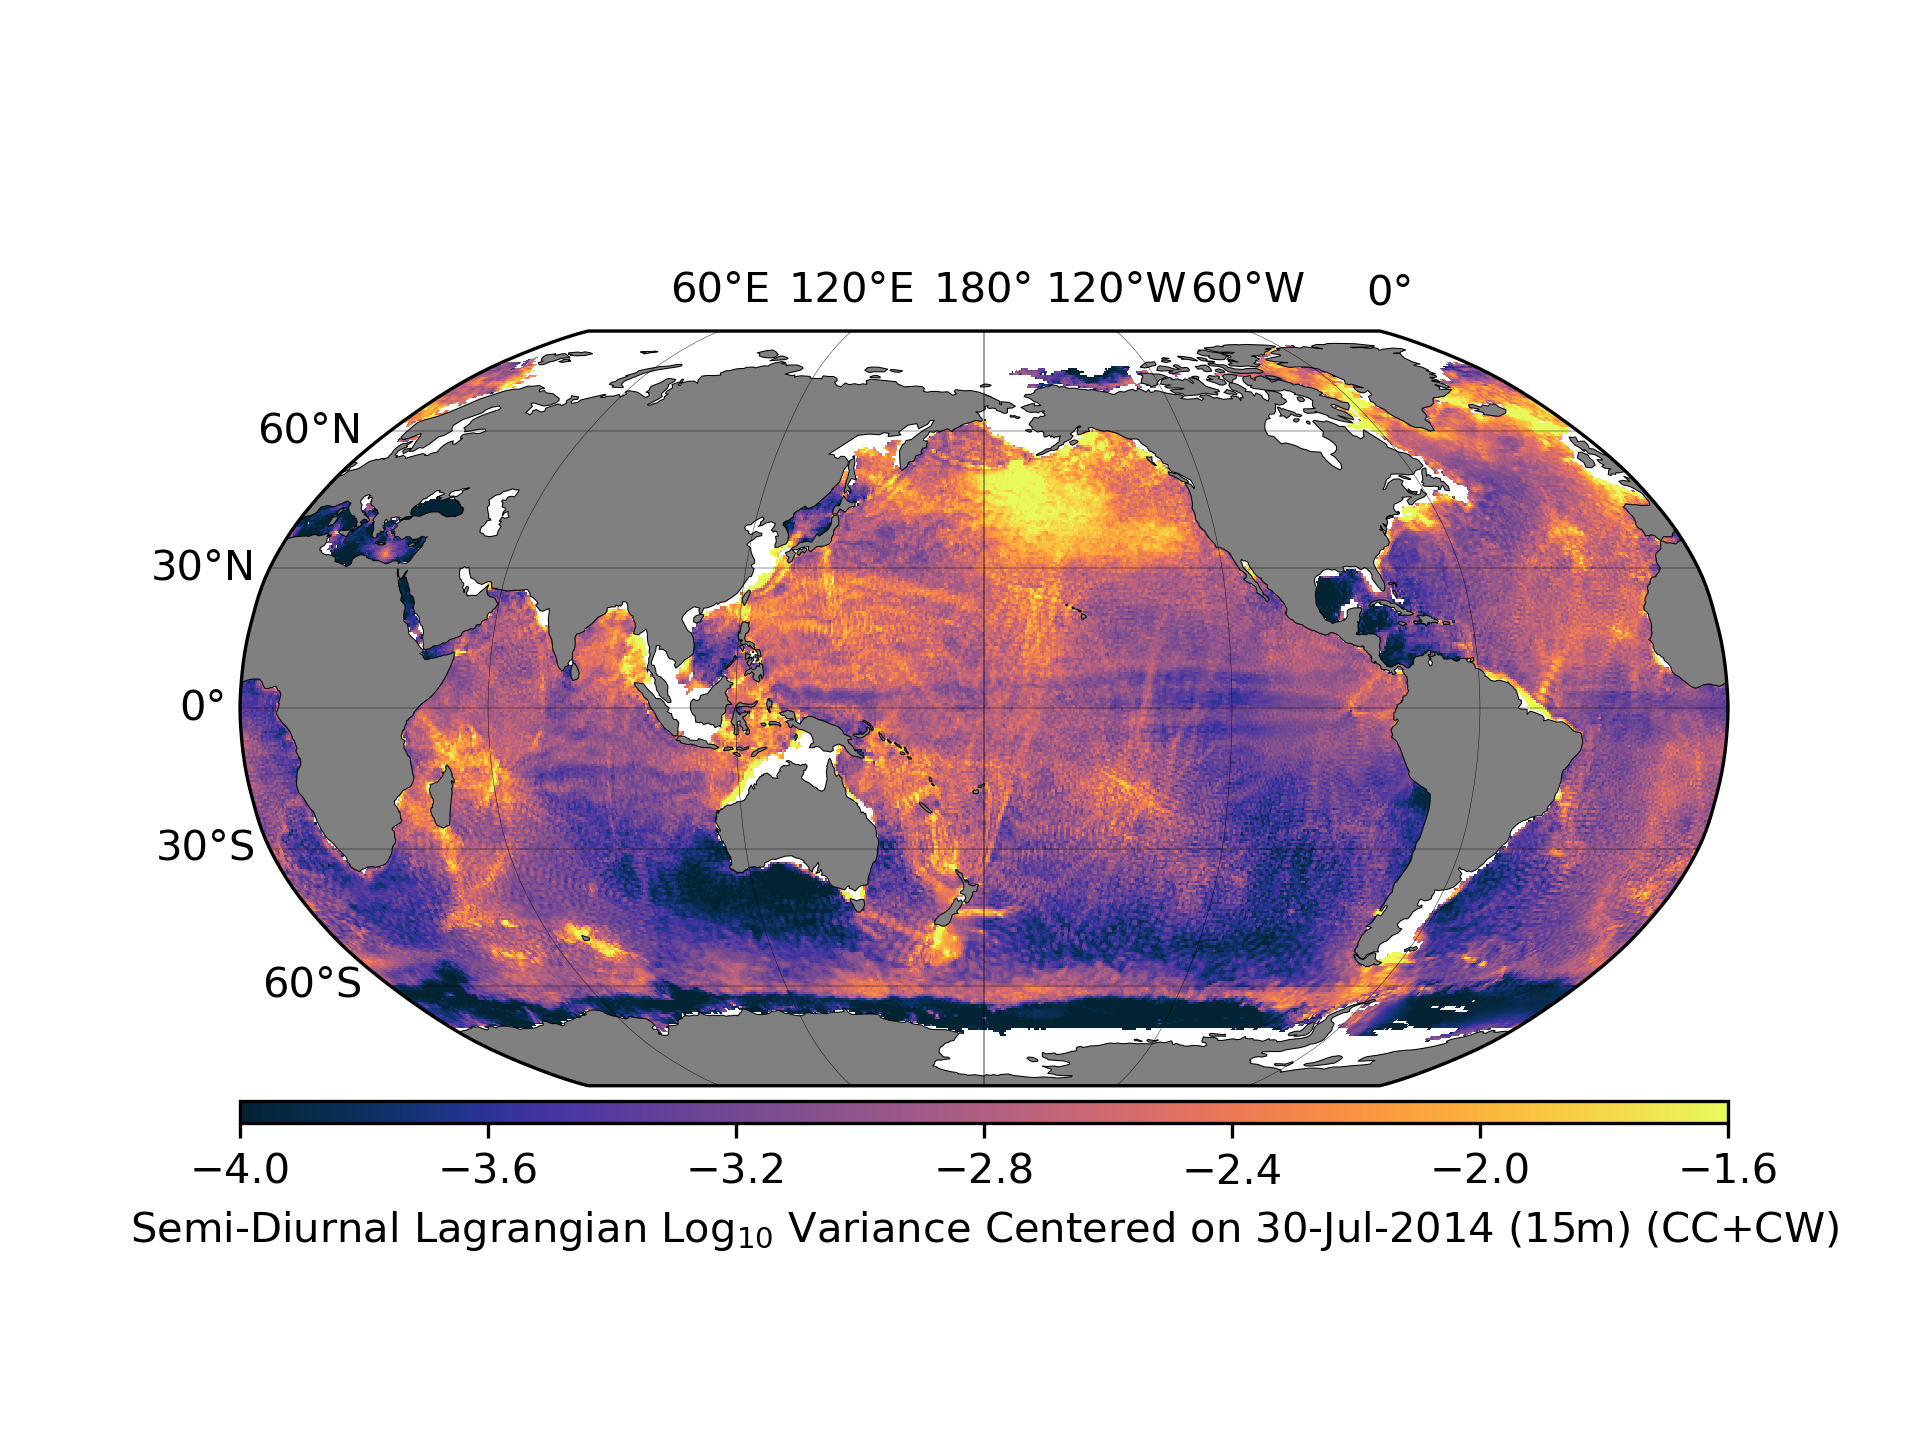 60°E 120°E 180° 120°W 60°W 0°
60°N
30°N
0°
30°S
60°S
−4.0 −3.6 −3.2 −2.8 −2.4 −2.0 −1.6
Semi-Diurnal Lagrangian Log₁₀ Variance Centered on 30-Jul-2014 (15m) (CC+CW)